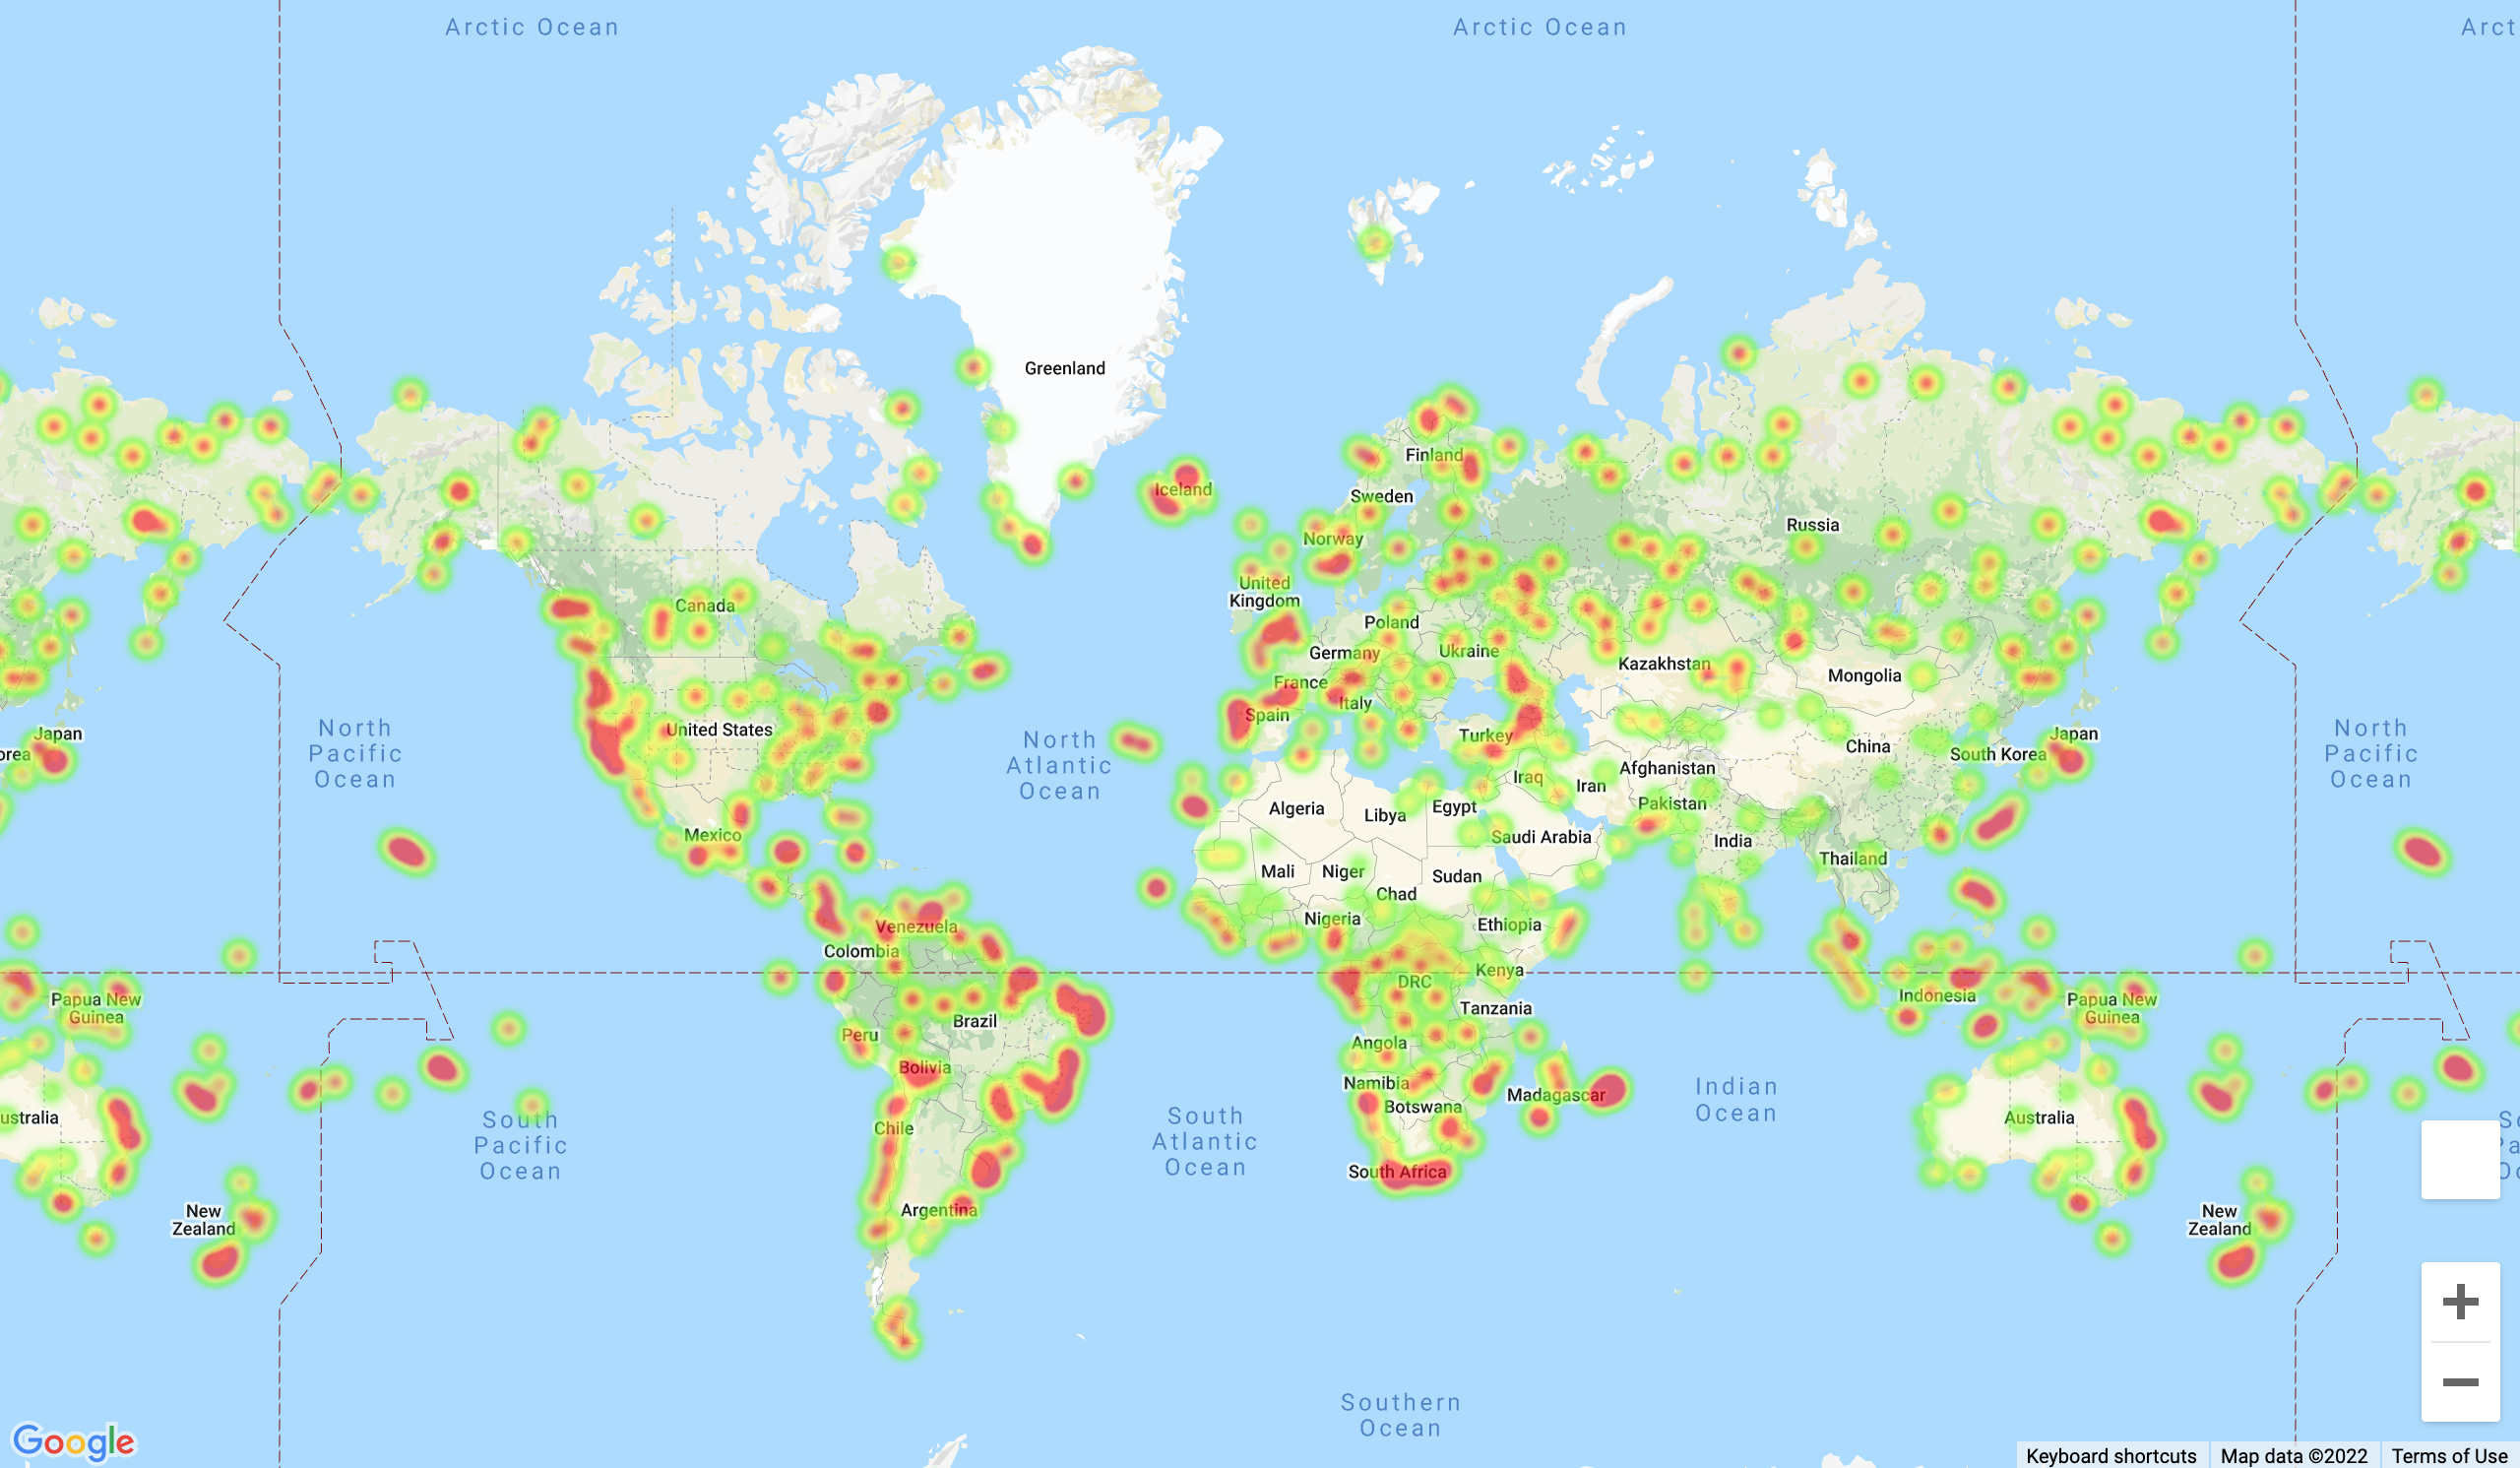 Arctic Ocean
Arctic Ocean
Arct
Greenland
Iceland
Finland
Sweden
Norway
Russia
United
Kingdom
Canada
Poland
Germany
Ukraine
Kazakhstan
Mongolia
France
Italy
Spain
United States
Turkey
Japan
orea
North
Pacific
Ocean
North
Atlantic
Ocean
China
South Korea
Japan
North
Pacific
Ocean
Afghanistan
Iraq
Iran
Algeria
Libya
Egypt
Pakistan
Saudi Arabia
India
Mexico
Mali
Niger
Chad
Sudan
Thailand
Nigeria
Ethiopia
Venezuela
Colombia
DRC
Kenya
Papua New
Guinea
Indonesia
Papua New
Guinea
Tanzania
Brazil
Peru
Angola
Bolivia
Namibia
Madagascar
Botswana
Indian
Ocean
ustralia
South
Pacific
Ocean
Chile
South
Atlantic
Ocean
Australia
South Africa
New
Zealand
Argentina
New
Zealand
Southern
Ocean
Google
Keyboard shortcuts
Map data ©2022
Terms of Use